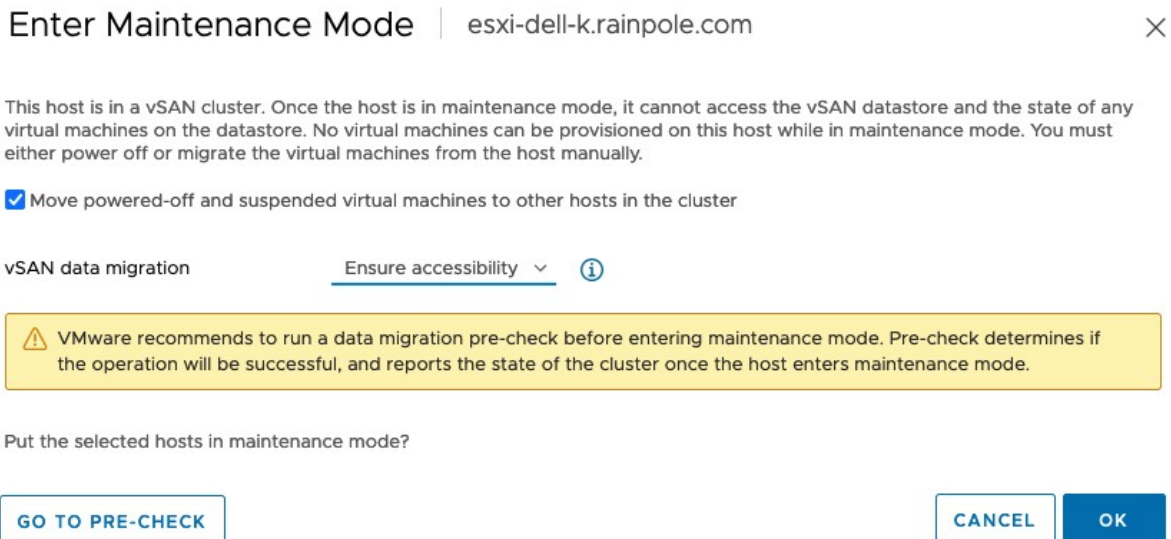 Enter Maintenance Mode esxi-dell-k.rainpole.com
This host is in a vSAN cluster. Once the host is in maintenance mode, it cannot access the vSAN datastore and the state of any
virtual machines on the datastore. No virtual machines can be provisioned on this host while in maintenance mode. You must
either power off or migrate the virtual machines from the host manually.
Move powered-off and suspended virtual machines to other hosts in the cluster
vSAN data migration Ensure accessibility
VMware recommends to run a data migration pre-check before entering maintenance mode. Pre-check determines if
the operation will be successful, and reports the state of the cluster once the host enters maintenance mode.
Put the selected hosts in maintenance mode?
GO TO PRE-CHECK CANCEL OK